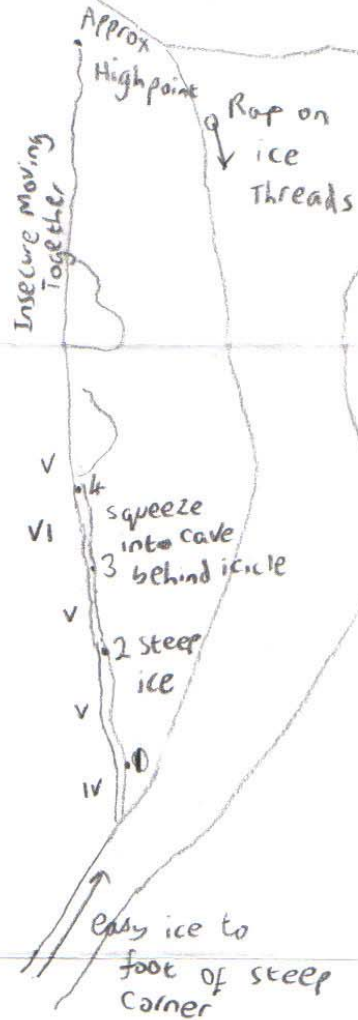 Approx
Highpoint
Rap on
ice
Threads
Insecure Moving
Together
V
4
squeeze
VI
into cave
3
behind icicle
V
2 steep
ice
V
1
IV
easy ice to
foot of steep
corner